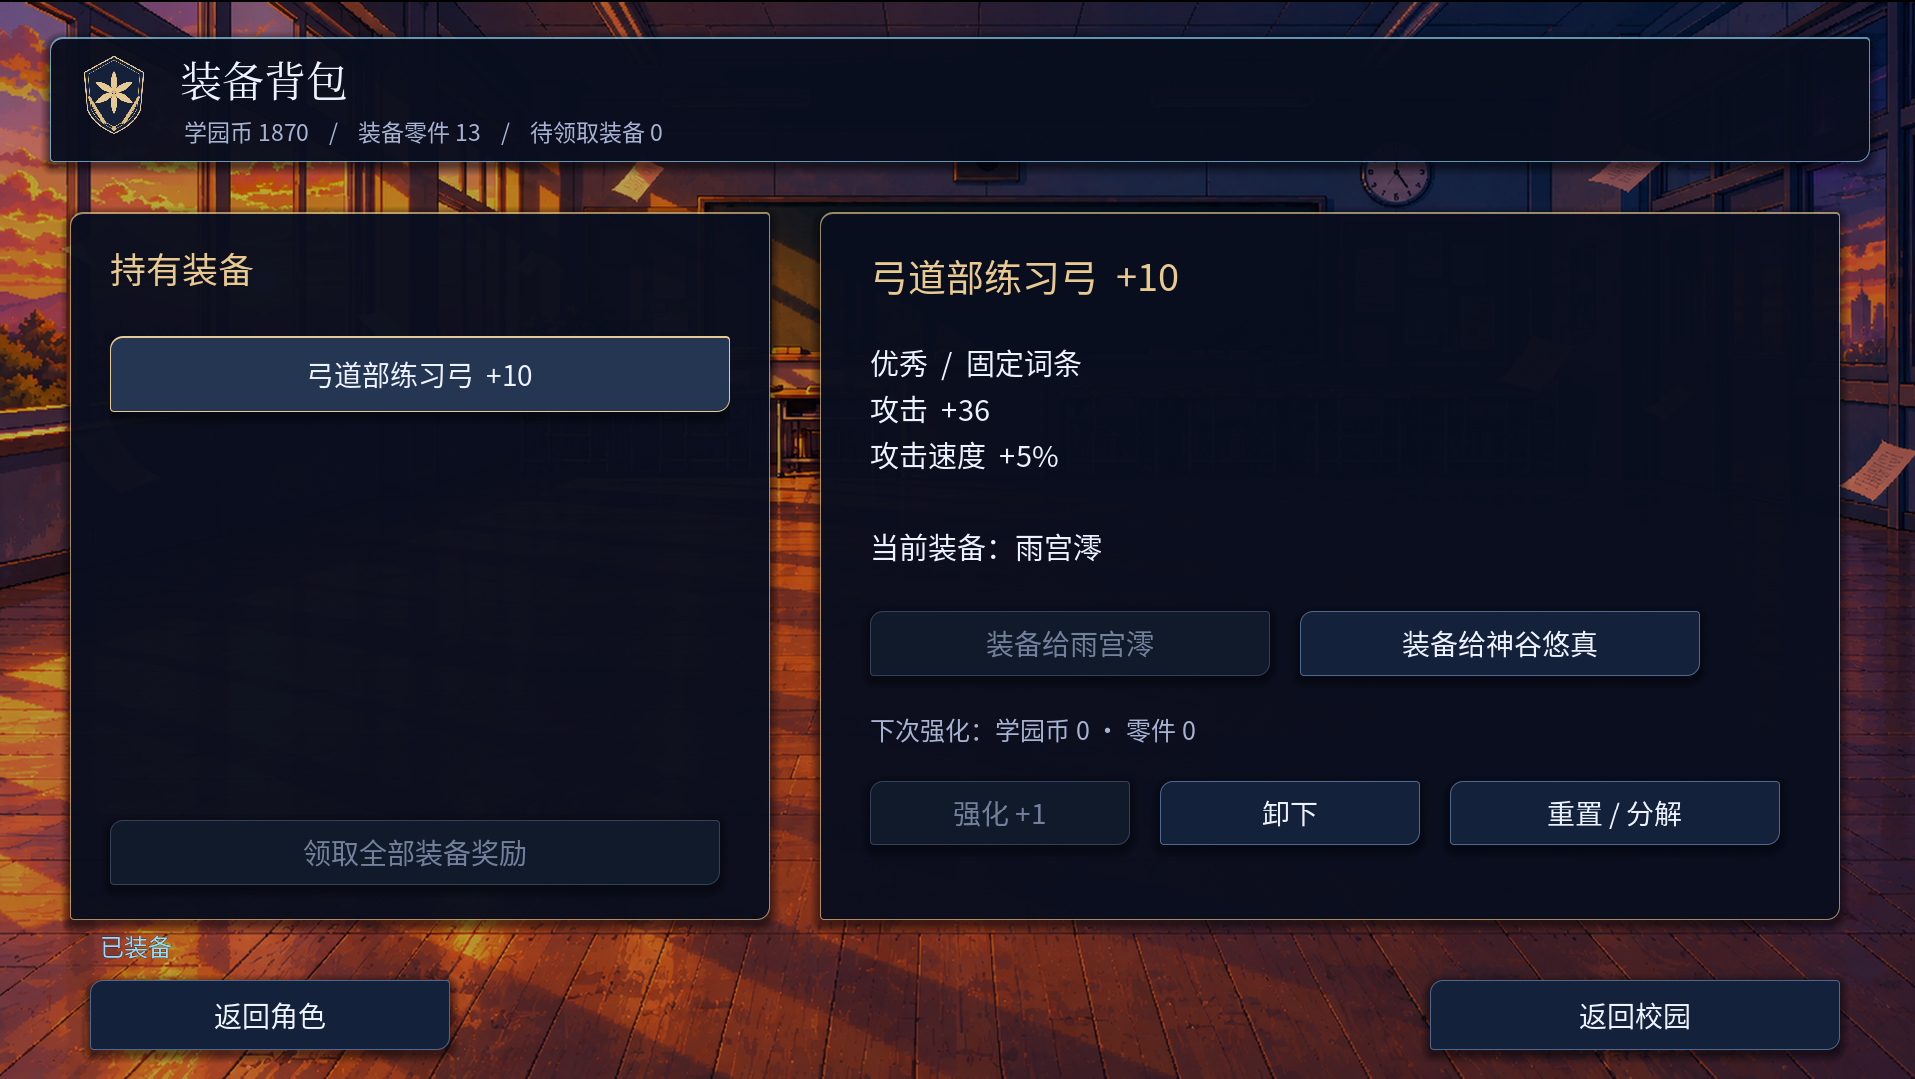 装备背包
学园币 1870 / 装备零件 13 / 待领取装备 0
持有装备
弓道部练习弓 +10
领取全部装备奖励
弓道部练习弓 +10
优秀 / 固定词条
攻击 +36
攻击速度 +5%
当前装备：雨宫澪
装备给雨宫澪
装备给神谷悠真
下次强化：学园币 0 · 零件 0
强化 +1
卸下
重置 / 分解
已装备
返回角色
返回校园